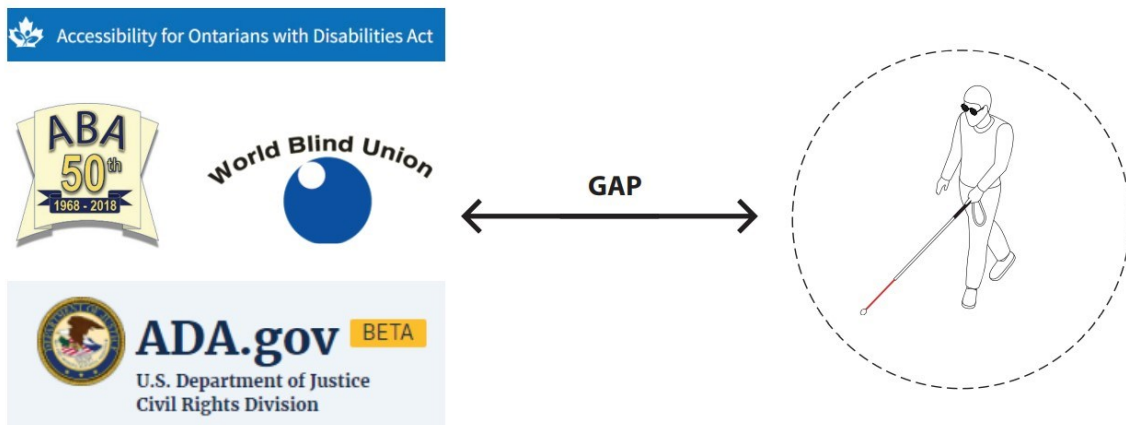 Accessibility for Ontarians with Disabilities Act
ABA
50th
1968 - 2018
World Blind Union
GAP
ADA.gov BETA
U.S. Department of Justice
Civil Rights Division